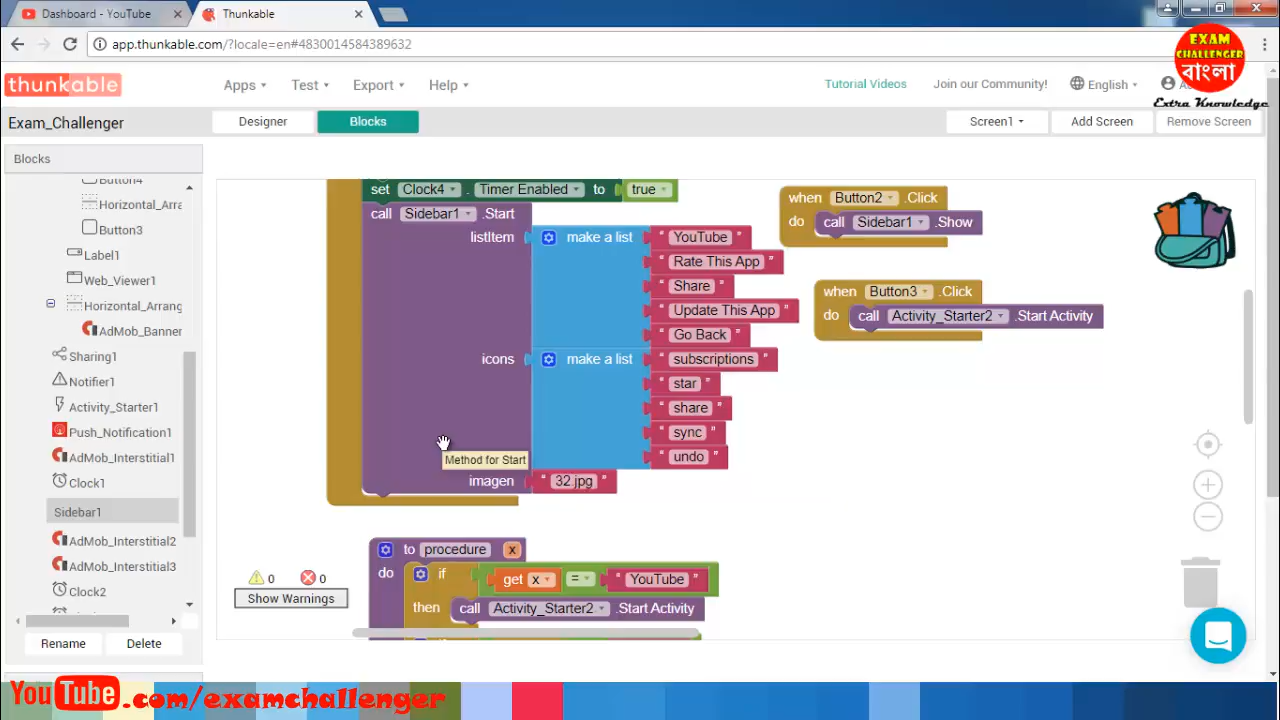 Dashboard - YouTube
Thunkable
app.thunkable.com/?locale=en#4830014584389632
EXAM
CHALLENGER
বাংলা
Extra Knowledge
thunkable
Apps
Test
Export
Help
Tutorial Videos
Join our Community!
English
Exam_Challenger
Designer
Blocks
Screen1
Add Screen
Remove Screen
Blocks
Button4
Horizontal_Arra
Button3
Label1
Web_Viewer1
Horizontal_Arrang
AdMob_Banner
Sharing1
Notifier1
Activity_Starter1
Push_Notification1
AdMob_Interstitial1
Clock1
Sidebar1
AdMob_Interstitial2
AdMob_Interstitial3
Clock2
Rename
Delete
set Clock4 . Timer Enabled to true
call Sidebar1 .Start
listItem make a list " YouTube "
" Rate This App "
" Share "
" Update This App "
" Go Back "
icons make a list " subscriptions "
" star "
" share "
" sync "
" undo "
Method for Start
imagen " 32.jpg "
when Button2 .Click
do call Sidebar1 .Show
when Button3 .Click
do call Activity_Starter2 .Start Activity
to procedure x
do if get x = " YouTube "
then call Activity_Starter2 .Start Activity
0 0
Show Warnings
YouTube.com/examchallenger